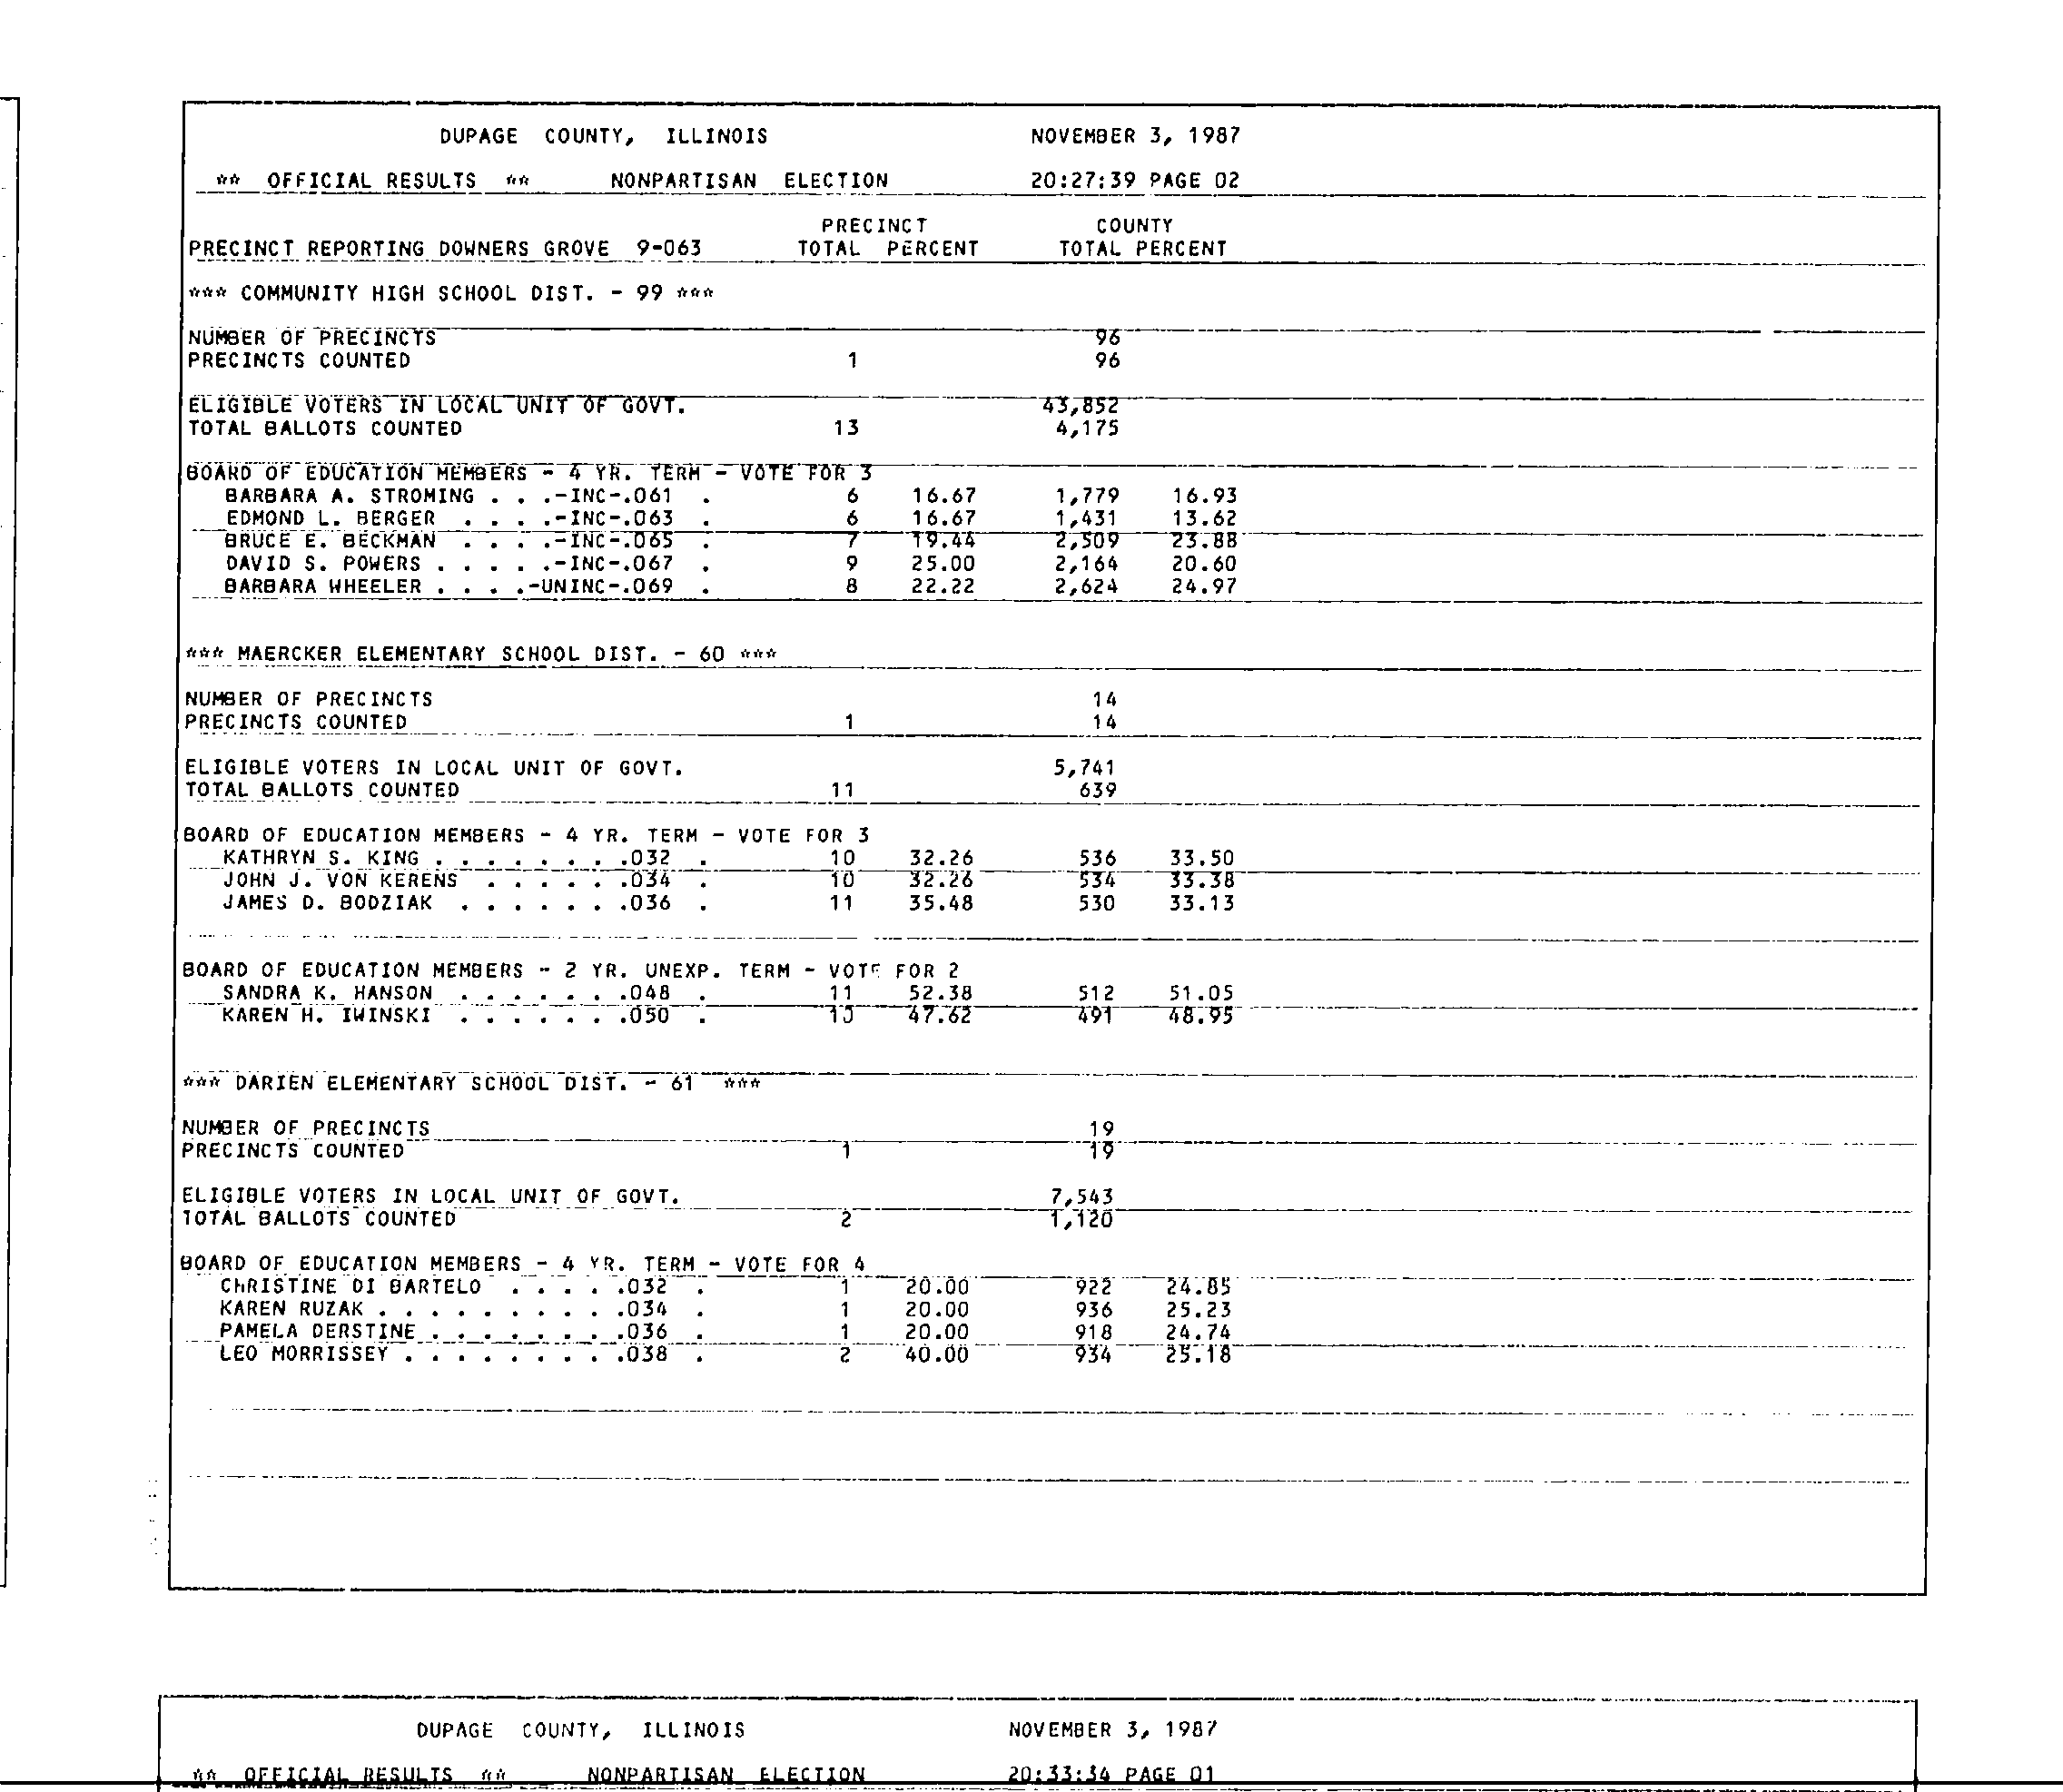 DUPAGE COUNTY, ILLINOIS NOVEMBER 3, 1987
** OFFICIAL RESULTS ** NONPARTISAN ELECTION 20:27:39 PAGE 02
PRECINCT COUNTY
PRECINCT REPORTING DOWNERS GROVE 9-063 TOTAL PERCENT TOTAL PERCENT
*** COMMUNITY HIGH SCHOOL DIST. - 99 ***
NUMBER OF PRECINCTS 96
PRECINCTS COUNTED 1 96
ELIGIBLE VOTERS IN LOCAL UNIT OF GOVT. 43,852
TOTAL BALLOTS COUNTED 13 4,175
BOARD OF EDUCATION MEMBERS - 4 YR. TERM - VOTE FOR 3
BARBARA A. STROMING . . .-INC-.061 . 6 16.67 1,779 16.93
EDMOND L. BERGER . . . .-INC-.063 . 6 16.67 1,431 13.62
BRUCE E. BECKMAN . . . .-INC-.065 . 7 19.44 2,509 23.88
DAVID S. POWERS . . . . .-INC-.067 . 9 25.00 2,164 20.60
BARBARA WHEELER . . . .-UNINC-.069 . 8 22.22 2,624 24.97
*** MAERCKER ELEMENTARY SCHOOL DIST. - 60 ***
NUMBER OF PRECINCTS 14
PRECINCTS COUNTED 1 14
ELIGIBLE VOTERS IN LOCAL UNIT OF GOVT. 5,741
TOTAL BALLOTS COUNTED 11 639
BOARD OF EDUCATION MEMBERS - 4 YR. TERM - VOTE FOR 3
KATHRYN S. KING . . . . . . . .032 . 10 32.26 536 33.50
JOHN J. VON KERENS . . . . . .034 . 10 32.26 534 33.38
JAMES D. BODZIAK . . . . . . .036 . 11 35.48 530 33.13
BOARD OF EDUCATION MEMBERS - 2 YR. UNEXP. TERM - VOTE FOR 2
SANDRA K. HANSON . . . . . . .048 . 11 52.38 512 51.05
KAREN H. IWINSKI . . . . . . .050 . 10 47.62 491 48.95
*** DARIEN ELEMENTARY SCHOOL DIST. - 61 ***
NUMBER OF PRECINCTS 19
PRECINCTS COUNTED 1 19
ELIGIBLE VOTERS IN LOCAL UNIT OF GOVT. 7,543
TOTAL BALLOTS COUNTED 2 1,120
BOARD OF EDUCATION MEMBERS - 4 YR. TERM - VOTE FOR 4
CHRISTINE DI BARTELO . . . . .032 . 1 20.00 922 24.85
KAREN RUZAK . . . . . . . . . .034 . 1 20.00 936 25.23
PAMELA DERSTINE . . . . . . . .036 . 1 20.00 918 24.74
LEO MORRISSEY . . . . . . . . .038 . 2 40.00 934 25.18
DUPAGE COUNTY, ILLINOIS NOVEMBER 3, 1987
** OFFICIAL RESULTS ** NONPARTISAN ELECTION 20:33:34 PAGE 01